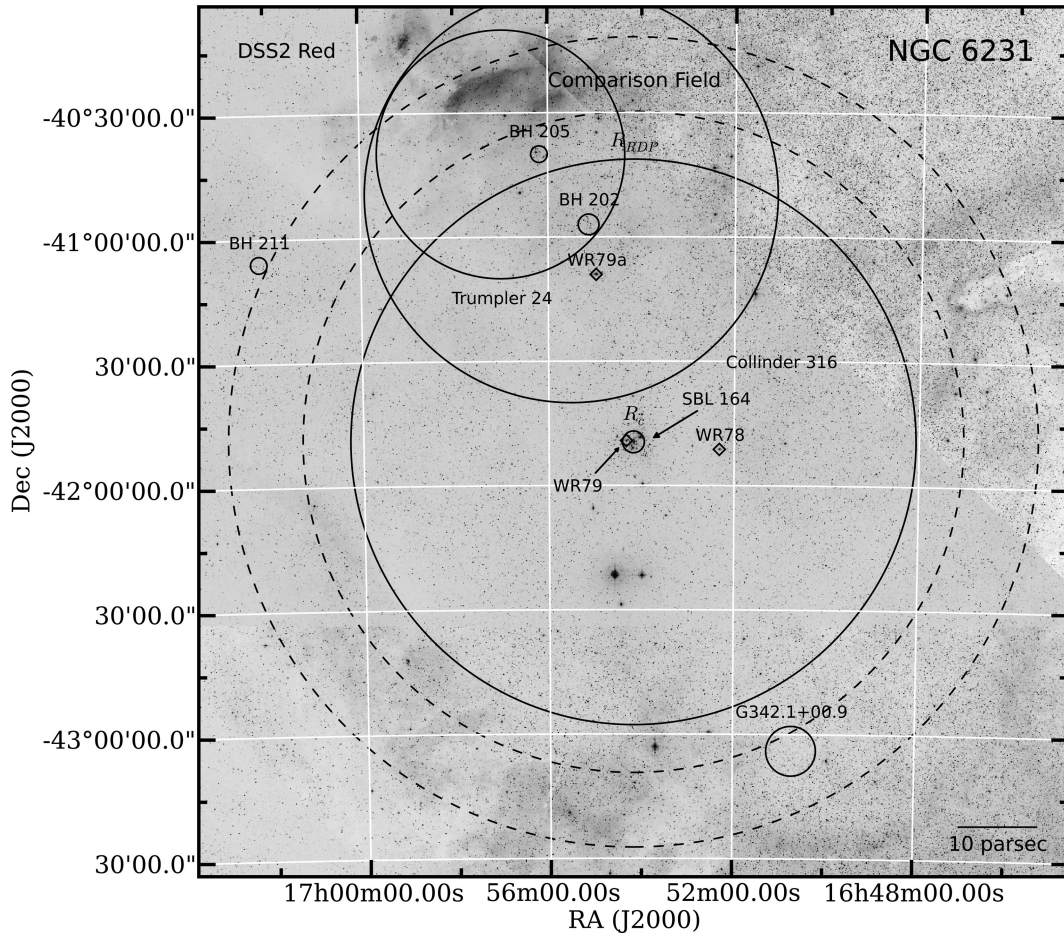 DSS2 Red
NGC 6231
Comparison Field
-40°30'00.0"
BH 205
R_RDP
BH 202
-41°00'00.0"
BH 211
WR79a
Trumpler 24
30'00.0"
Collinder 316
SBL 164
R_c
WR78
WR79
-42°00'00.0"
30'00.0"
G342.1+00.9
-43°00'00.0"
10 parsec
30'00.0"
17h00m00.00s 56m00.00s 52m00.00s 16h48m00.00s
RA (J2000)
Dec (J2000)